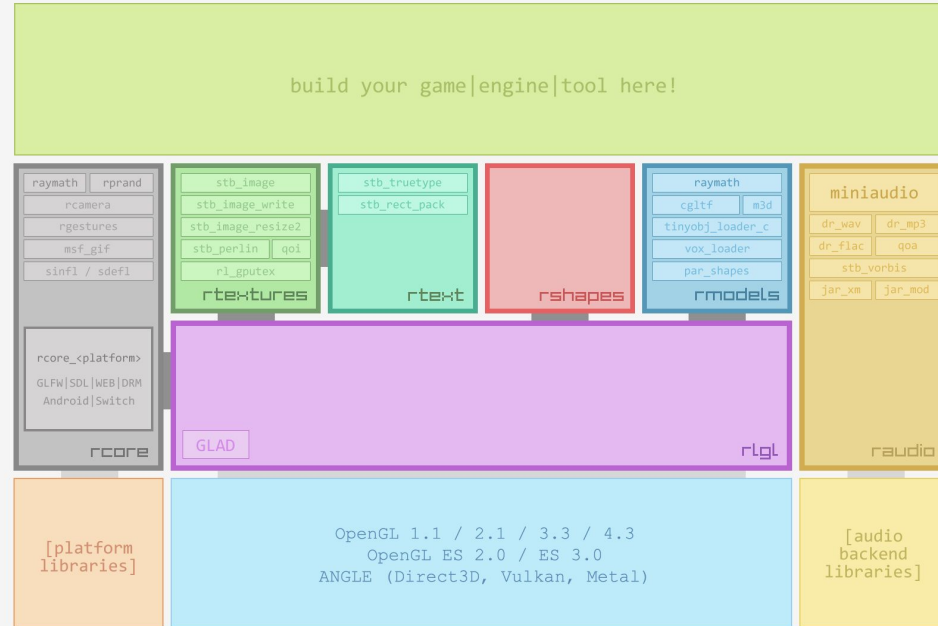 build your game|engine|tool here!
raymath rprand
rcamera
rgestures
msf_gif
sinfl / sdefl
rcore_<platform>
GLFW|SDL|WEB|DRM
Android|Switch
rcore
stb_image
stb_image_write
stb_image_resize2
stb_perlin qoi
rl_gputex
rtextures
stb_truetype
stb_rect_pack
rtext
rshapes
raymath
cgltf m3d
tinyobj_loader_c
vox_loader
par_shapes
rmodels
miniaudio
dr_wav dr_mp3
dr_flac qoa
stb_vorbis
jar_xm jar_mod
raudio
GLAD
rlgl
[platform
libraries]
OpenGL 1.1 / 2.1 / 3.3 / 4.3
OpenGL ES 2.0 / ES 3.0
ANGLE (Direct3D, Vulkan, Metal)
[audio
backend
libraries]